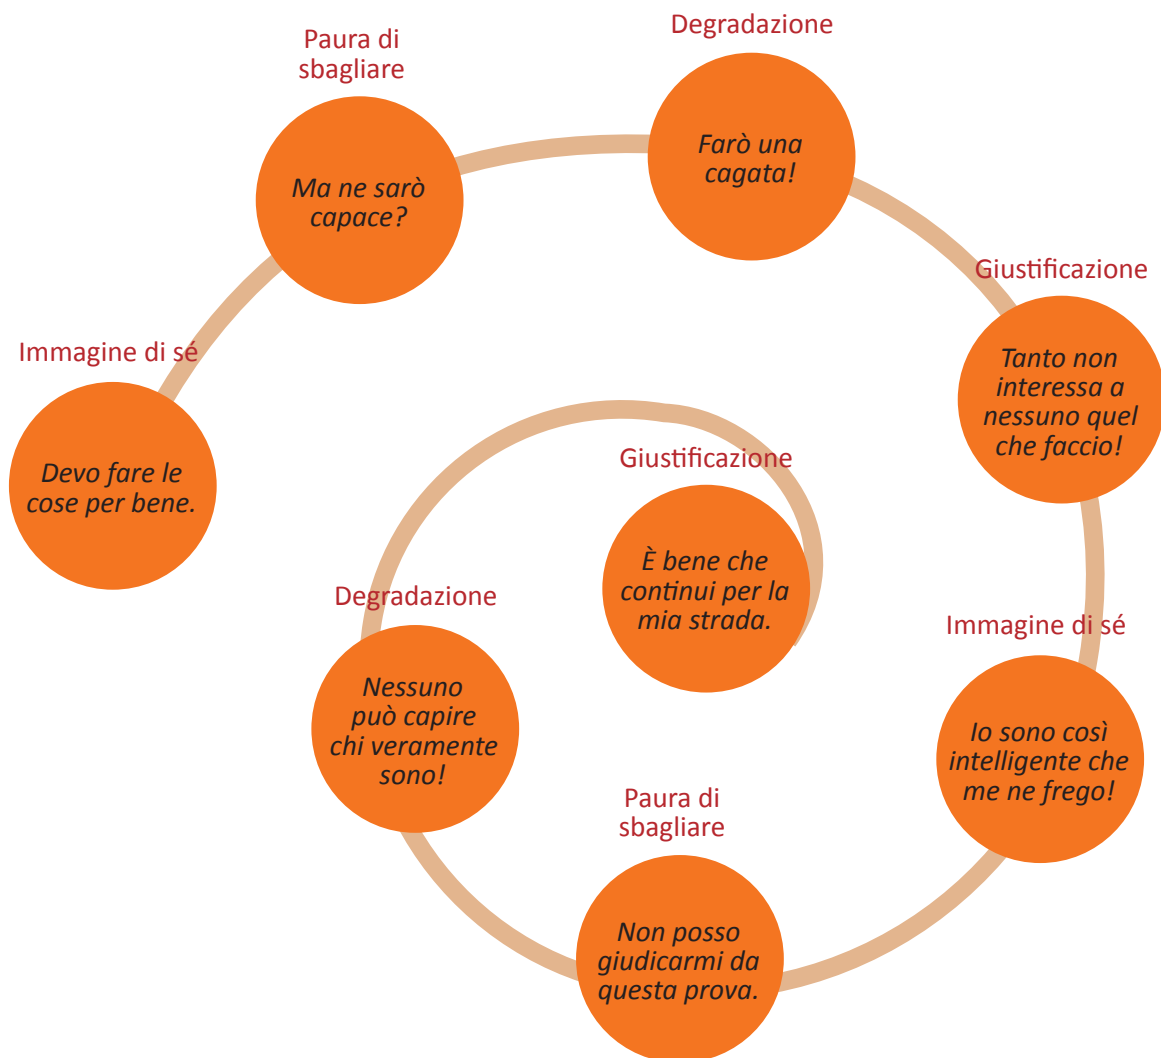 Immagine di sé
Devo fare le
cose per bene.
Paura di
sbagliare
Ma ne sarò
capace?
Degradazione
Farò una
cagata!
Giustificazione
Tanto non
interessa a
nessuno quel
che faccio!
Immagine di sé
Io sono così
intelligente che
me ne frego!
Paura di
sbagliare
Non posso
giudicarmi da
questa prova.
Degradazione
Nessuno
può capire
chi veramente
sono!
Giustificazione
È bene che
continui per la
mia strada.